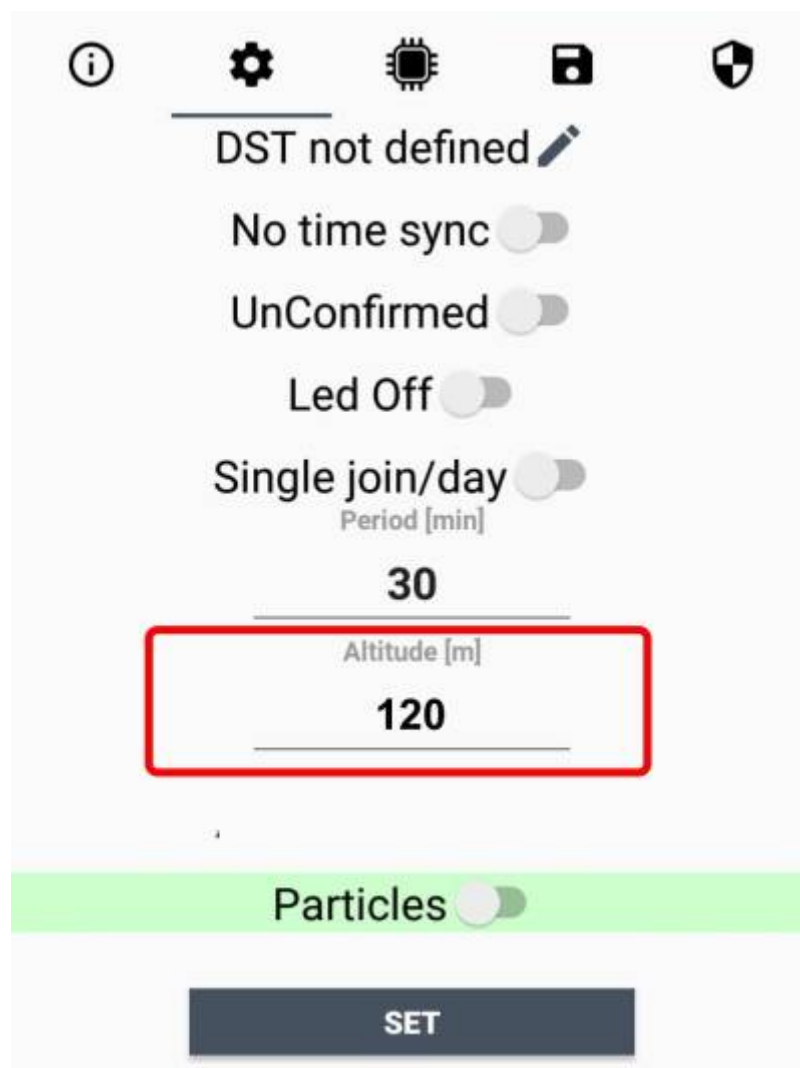 DST not defined
No time sync
UnConfirmed
Led Off
Single join/day
Period [min]
30
Altitude [m]
120
Particles
SET